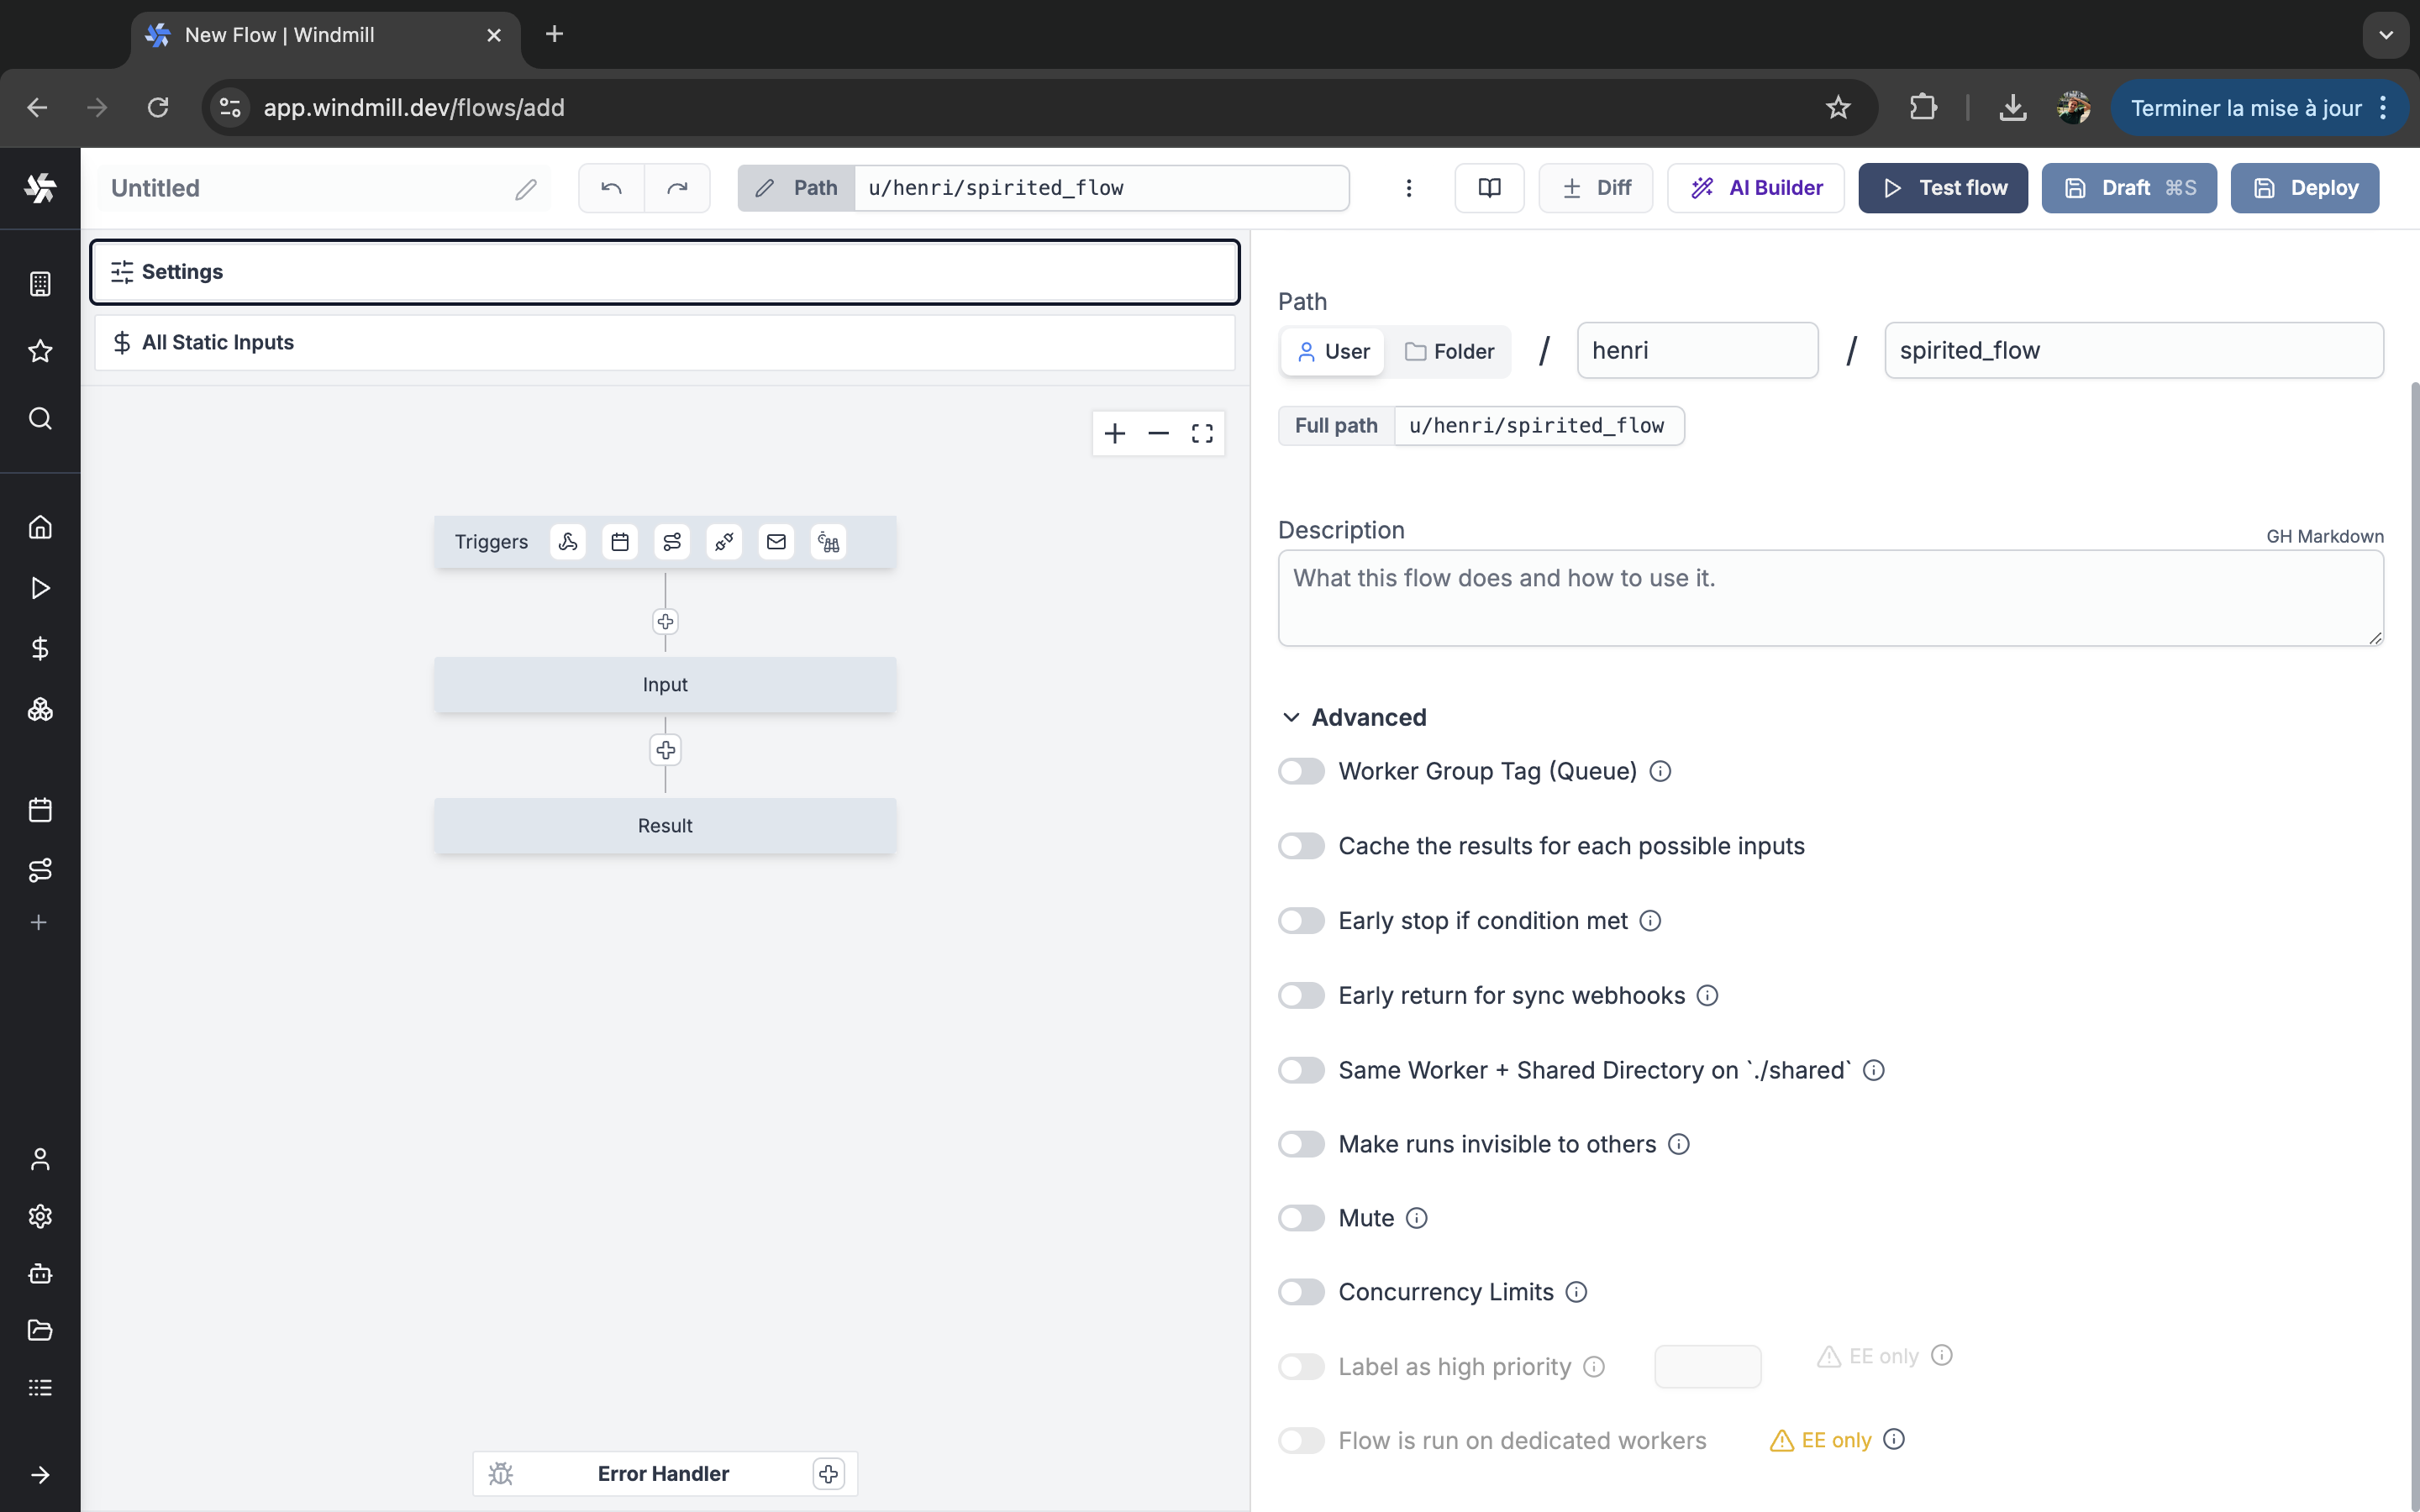 New Flow | Windmill
app.windmill.dev/flows/add
Terminer la mise à jour
Untitled
Path
u/henri/spirited_flow
Diff
AI Builder
Test flow
Draft ⌘S
Deploy
Settings
All Static Inputs
Triggers
Input
Result
Error Handler
Path
User
Folder
/
henri
/
spirited_flow
Full path
u/henri/spirited_flow
Description
GH Markdown
What this flow does and how to use it.
Advanced
Worker Group Tag (Queue)
Cache the results for each possible inputs
Early stop if condition met
Early return for sync webhooks
Same Worker + Shared Directory on `./shared`
Make runs invisible to others
Mute
Concurrency Limits
Label as high priority
EE only
Flow is run on dedicated workers
EE only